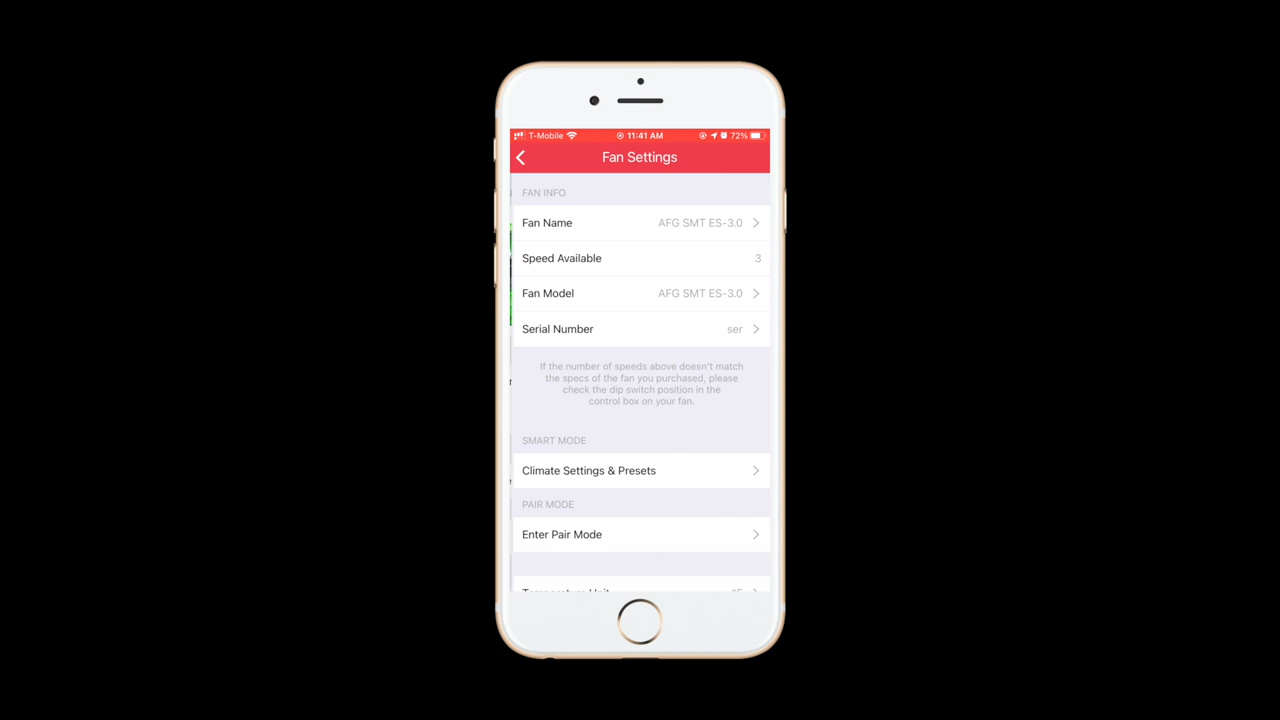 T-Mobile 11:41 AM 72%
Fan Settings
FAN INFO
Fan Name AFG SMT ES-3.0
Speed Available 3
Fan Model AFG SMT ES-3.0
Serial Number ser
If the number of speeds above doesn't match
the specs of the fan you purchased, please
check the dip switch position in the
control box on your fan.
SMART MODE
Climate Settings & Presets
PAIR MODE
Enter Pair Mode
Temperature Unit °F